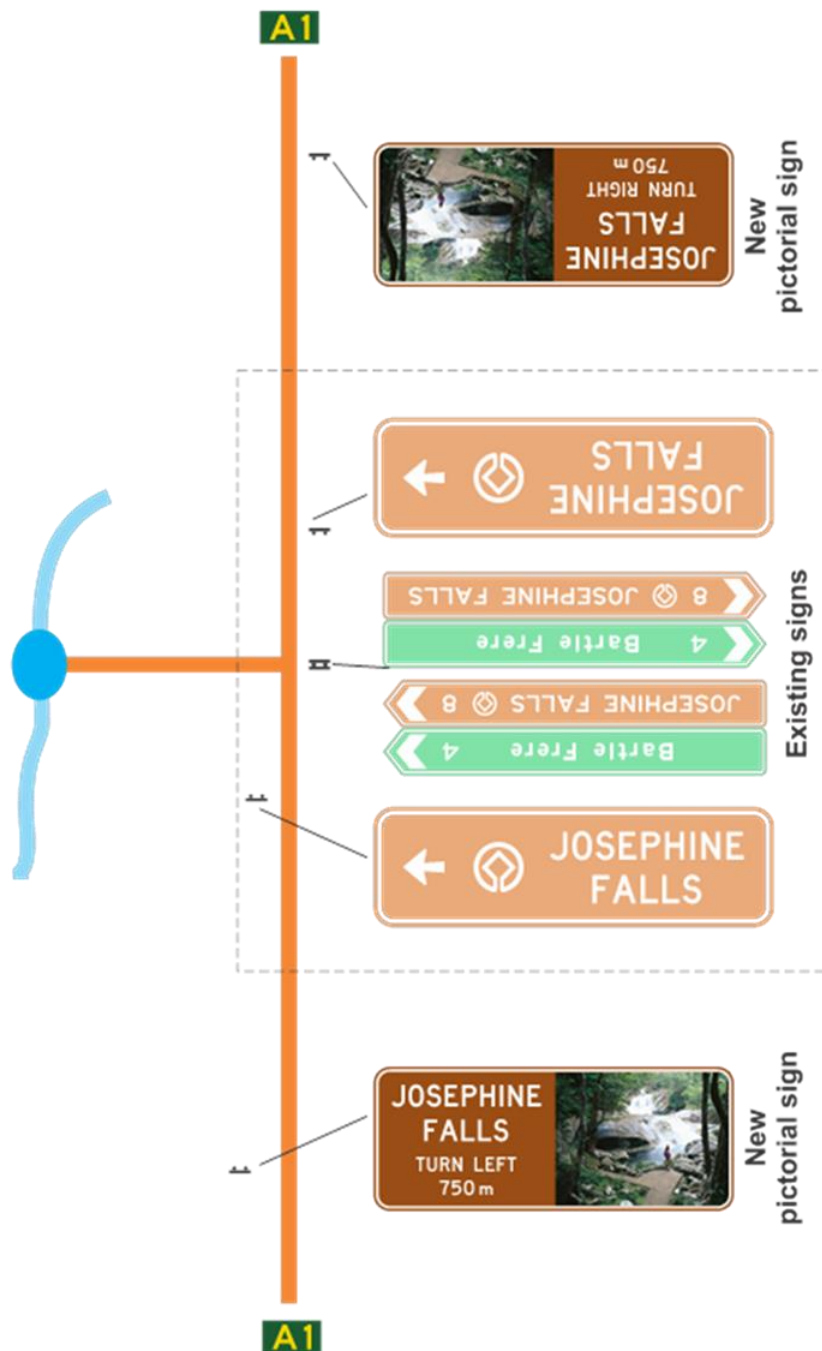 A1
JOSEPHINE
FALLS
TURN RIGHT
750 m
New
pictorial sign
JOSEPHINE
FALLS
8 JOSEPHINE FALLS
4 Bartle Frere
JOSEPHINE FALLS 8
Bartle Frere 4
Existing signs
JOSEPHINE
FALLS
JOSEPHINE
FALLS
TURN LEFT
750 m
New
pictorial sign
A1